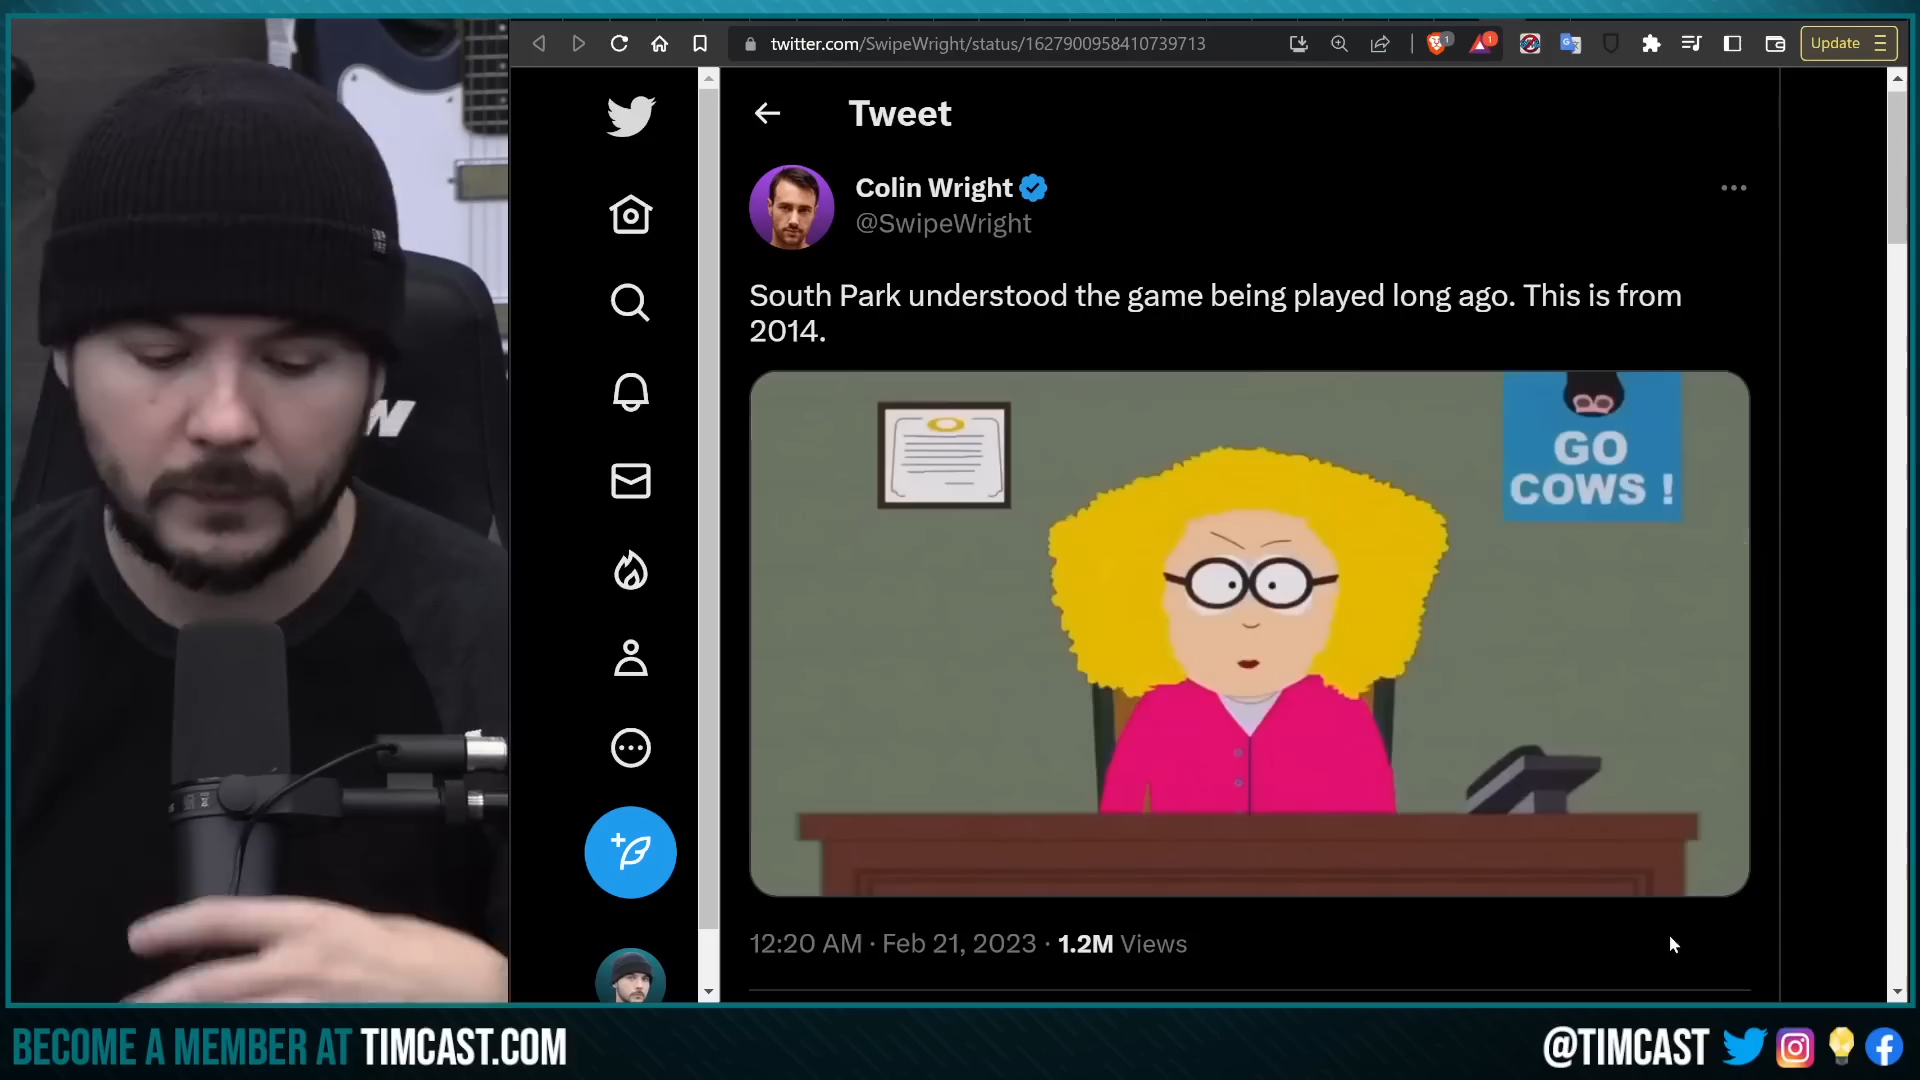 twitter.com/SwipeWright/status/1627900958410739713
1
1
Update
Tweet
Colin Wright
@SwipeWright
South Park understood the game being played long ago. This is from
2014.
GO
COWS !
12:20 AM · Feb 21, 2023 · 1.2M Views
BECOME A MEMBER AT TIMCAST.COM
@TIMCAST